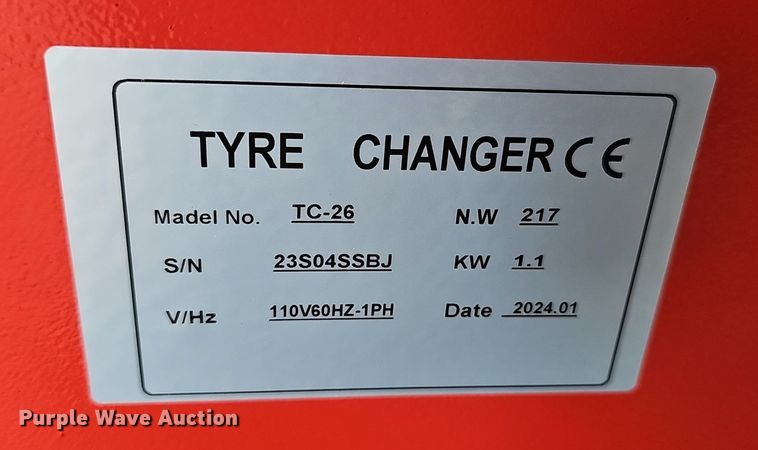 TYRE CHANGER CE
Madel No. TC-26 N.W 217
S/N 23S04SSBJ KW 1.1
V/Hz 110V60HZ-1PH Date 2024.01
Purple Wave Auction